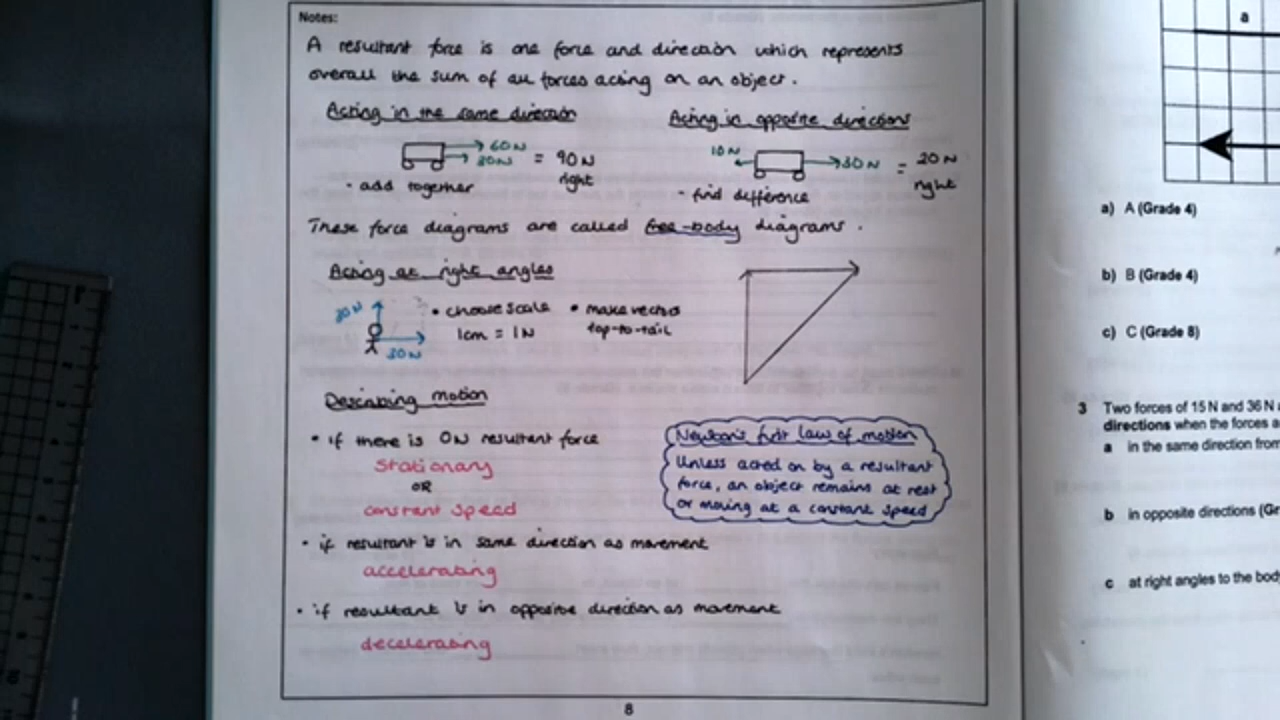 Notes:
A resultant force is one force and direction which represents
overall the sum of all forces acting on an object.
Acting in the same direction
60N
30N
= 90N
right
- add together
Acting in opposite directions
10N
30N
= 20N
right
- find difference
These force diagrams are called free-body diagrams.
Acting at right angles
30N
30N
• choose scale
1cm = 1N
• make vectors
top-to-tail
Describing motion
• if there is 0N resultant force
stationary
OR
constant speed
Newton's first law of motion
Unless acted on by a resultant
force, an object remains at rest
or moving at a constant speed
• if resultant is in same direction as movement
accelerating
• if resultant is in opposite direction as movement
decelerating
8
a
a) A (Grade 4)
b) B (Grade 4)
c) C (Grade 8)
3 Two forces of 15 N and 36 N
directions when the forces
a in the same direction from
b in opposite directions
c at right angles to the body